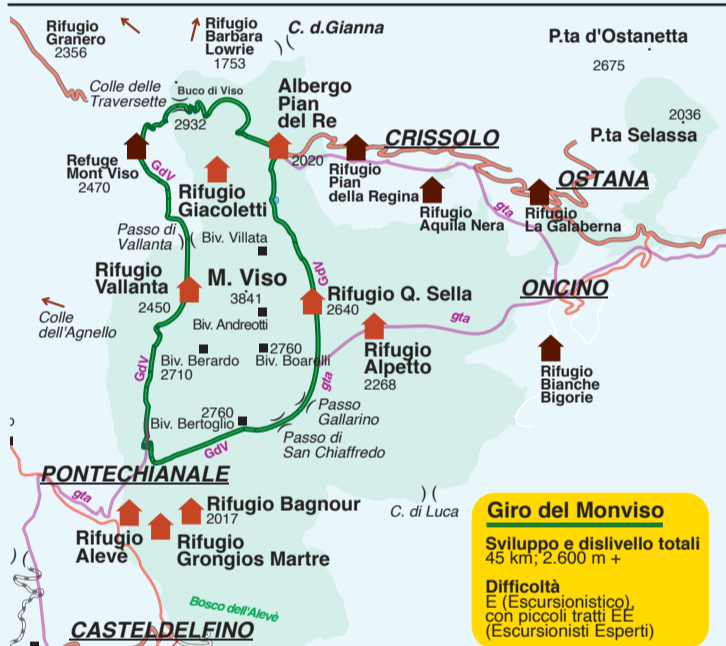 Rifugio
Granero
2356
Rifugio
Barbara
Lowrie
1753
C. d.Gianna
P.ta d'Ostanetta
2675
Colle delle
Traversette
Buco di Viso
2932
Albergo
Pian
del Re
2020
2036
P.ta Selassa
CRISSOLO
Refuge
Mont Viso
2470
GdV
Rifugio
Giacoletti
Rifugio
Pian
della Regina
Rifugio
Aquila Nera
OSTANA
Rifugio
La Galaberna
gta
Passo di
Vallanta
Biv. Villata
Rifugio
Vallanta
2450
M. Viso
3841
GdV
Rifugio Q. Sella
2640
ONCINO
Colle
dell'Agnello
Biv. Andreotti
gta
Rifugio
Alpetto
2268
Biv. Berardo
2710
2760
Biv. Boarelli
GdV
gta
Rifugio
Bianche
Bigorie
2760
Biv. Bertoglio
GdV
Passo
Gallarino
Passo di
San Chiaffredo
PONTECHIANALE
gta
C. di Luca
Rifugio
Alevè
Rifugio Bagnour
2017
Rifugio
Grongios Martre
Bosco dell'Alevè
CASTELDELFINO
Giro del Monviso
Sviluppo e dislivello totali
45 km; 2.600 m +
Difficoltà
E (Escursionistico),
con piccoli tratti EE
(Escursionisti Esperti)